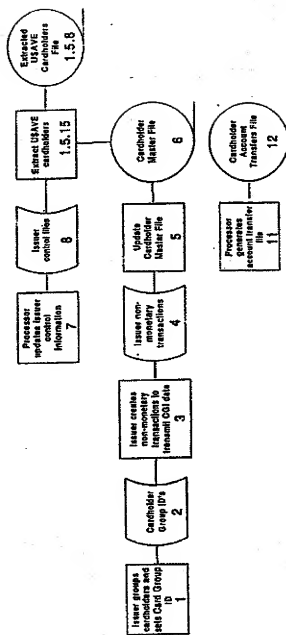 Issuer groups
cardholders and
sets Card Group
ID
1
Cardholder
Group ID's
2
Issuer creates
non-monetary
transactions to
transmit CGI data
3
Issuer non-
monetary
transactions
4
Update
Cardholder
Master File
5
Cardholder
Master File
6
Processor
updates issuer
control
information
7
Issuer
control files
8
Extract USAVE
Cardholders
1.5.15
Extracted
USAVE
Cardholders
File
1.5.8
Processor
generates
account transfer
file
11
Cardholder
Account
Transfers File
12